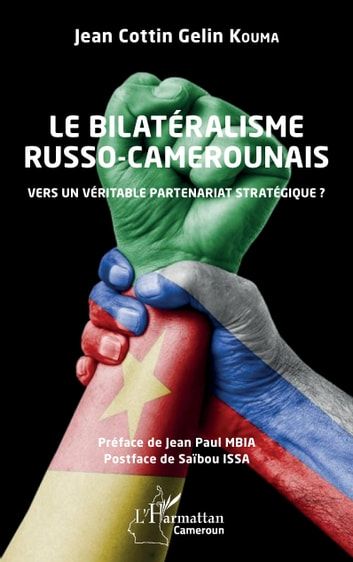 Jean Cottin Gelin KOUMA
LE BILATÉRALISME
RUSSO-CAMEROUNAIS
VERS UN VÉRITABLE PARTENARIAT STRATÉGIQUE ?
Préface de Jean Paul MBIA
Postface de Saïbou ISSA
L'Harmattan
Cameroun